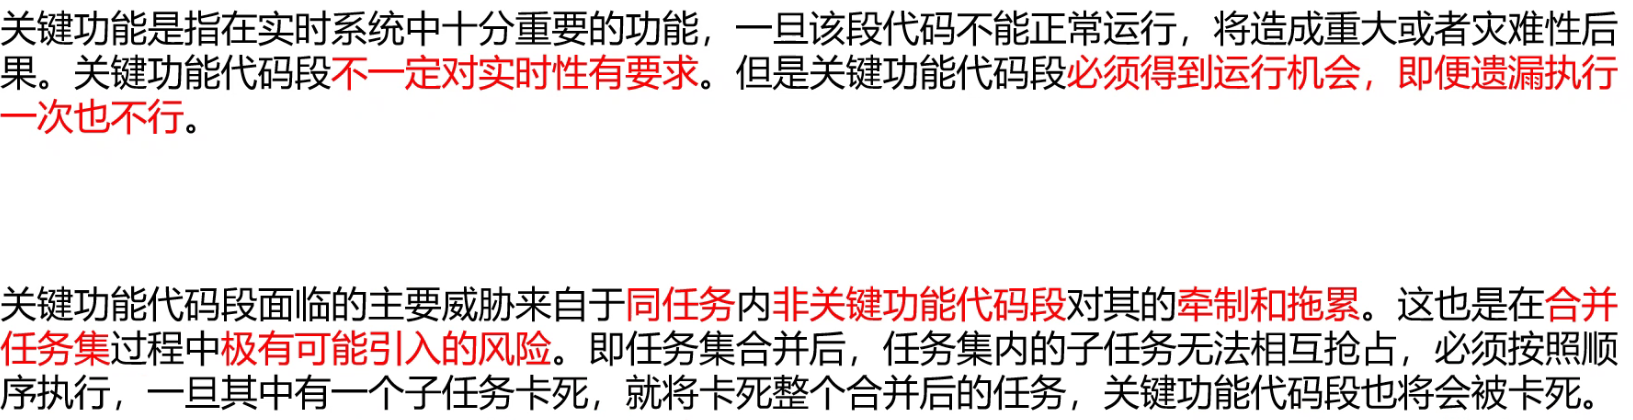 关键功能是指在实时系统中十分重要的功能，一旦该段代码不能正常运行，将造成重大或者灾难性后
果。关键功能代码段不一定对实时性有要求。但是关键功能代码段必须得到运行机会，即便遗漏执行
一次也不行。
关键功能代码段面临的主要威胁来自于同任务内非关键功能代码段对其的牵制和拖累。这也是在合并
任务集过程中极有可能引入的风险。即任务集合并后，任务集内的子任务无法相互抢占，必须按照顺
序执行，一旦其中有一个子任务卡死，就将卡死整个合并后的任务，关键功能代码段也将会被卡死。